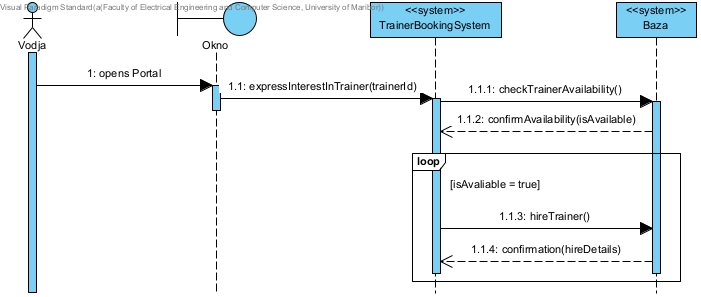 Visual Paradigm Standard(a(Faculty of Electrical Engineering and Computer Science, University of Maribor))
<<system>>
TrainerBookingSystem
<<system>>
Baza
Vodja
Okno
1: opens Portal
1.1: expressInterestInTrainer(trainerId)
1.1.1: checkTrainerAvailability()
1.1.2: confirmAvailability(isAvailable)
loop
[isAvaliable = true]
1.1.3: hireTrainer()
1.1.4: confirmation(hireDetails)